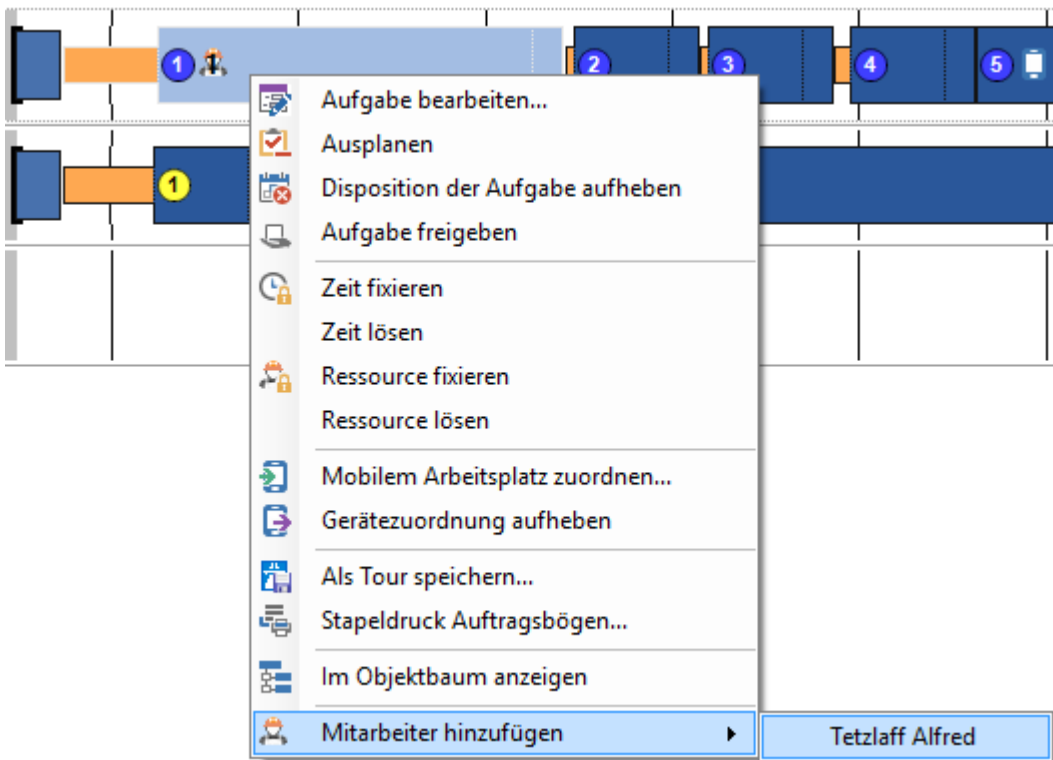 1 1 2 3 4 5
Aufgabe bearbeiten...
Ausplanen
1
Disposition der Aufgabe aufheben
Aufgabe freigeben
Zeit fixieren
Zeit lösen
Ressource fixieren
Ressource lösen
Mobilem Arbeitsplatz zuordnen...
Gerätezuordnung aufheben
Als Tour speichern...
Stapeldruck Auftragsbögen...
Im Objektbaum anzeigen
Mitarbeiter hinzufügen
Tetzlaff Alfred